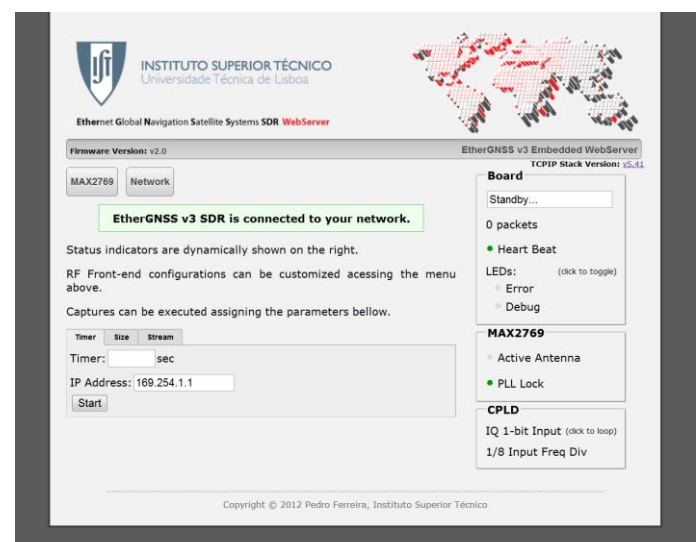 INSTITUTO SUPERIOR TÉCNICO
Universidade Técnica de Lisboa
Ethernet Global Navigation Satellite Systems SDR WebServer
Firmware Version: v2.0
EtherGNSS v3 Embedded WebServer
TCPIP Stack Version: v5.41
MAX2769 Network
EtherGNSS v3 SDR is connected to your network.
Status indicators are dynamically shown on the right.
RF Front-end configurations can be customized acessing the menu
above.
Captures can be executed assigning the parameters bellow.
Timer Size Stream
Timer: sec
IP Address: 169.254.1.1
Start
Board
Standby...
0 packets
Heart Beat
LEDs: (click to toggle)
Error
Debug
MAX2769
Active Antenna
PLL Lock
CPLD
IQ 1-bit Input (click to loop)
1/8 Input Freq Div
Copyright © 2012 Pedro Ferreira, Instituto Superior Técnico